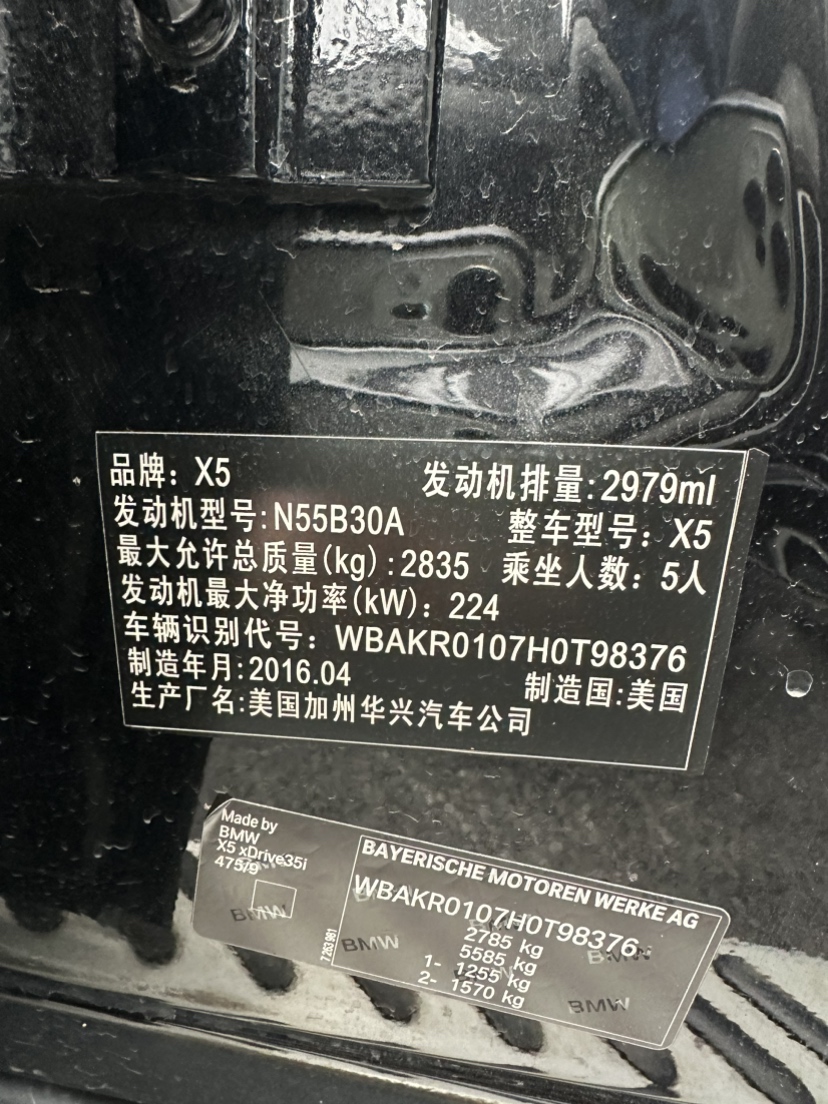 品牌：X5 发动机排量:2979ml
发动机型号:N55B30A 整车型号：X5
最大允许总质量(kg):2835 乘坐人数：5人
发动机最大净功率(kW)：224
车辆识别代号：WBAKR0107H0T98376
制造年月:2016.04 制造国:美国
生产厂名:美国加州华兴汽车公司
Made by
BMW
X5 xDrive35i
475/g
BAYERISCHE MOTOREN WERKE AG
WBAKR0107H0T98376
2785 kg
5585 kg
1- 1255 kg
2- 1570 kg
7263981
BMW
BMW
BMW
BMW